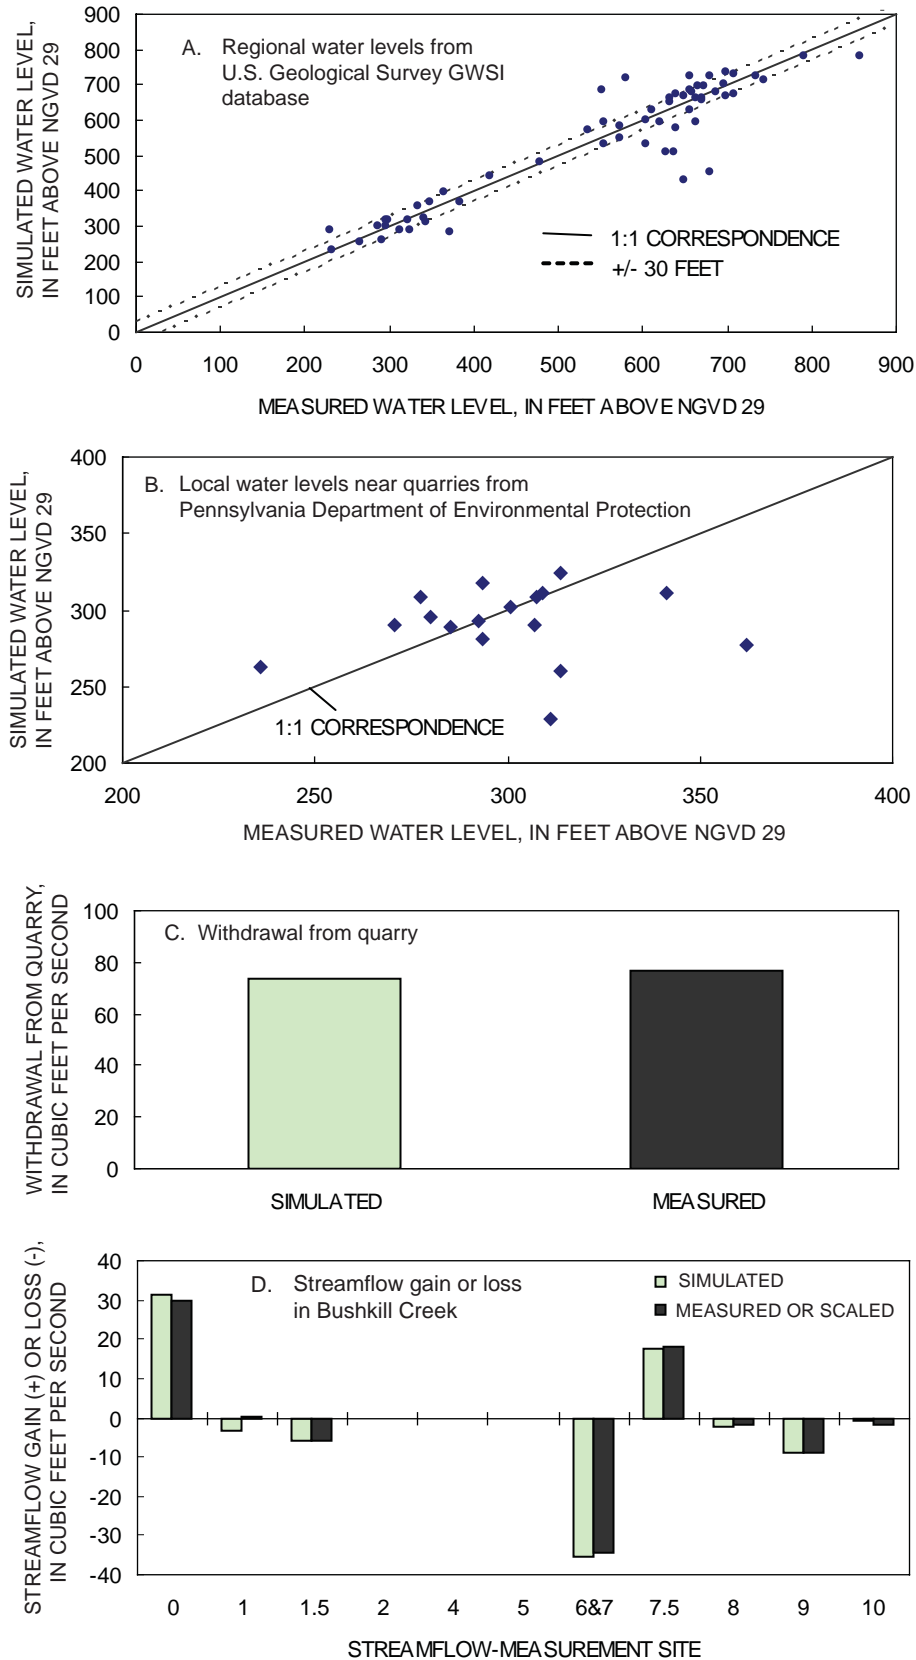 SIMULATED WATER LEVEL,
IN FEET ABOVE NGVD 29
900
800
700
600
500
400
300
200
100
0
A. Regional water levels from
U.S. Geological Survey GWSI
database
1:1 CORRESPONDENCE
+/- 30 FEET
0 100 200 300 400 500 600 700 800 900
MEASURED WATER LEVEL, IN FEET ABOVE NGVD 29
SIMULATED WATER LEVEL,
IN FEET ABOVE NGVD 29
400
350
300
250
200
B. Local water levels near quarries from
Pennsylvania Department of Environmental Protection
1:1 CORRESPONDENCE
200 250 300 350 400
MEASURED WATER LEVEL, IN FEET ABOVE NGVD 29
WITHDRAWAL FROM QUARRY,
IN CUBIC FEET PER SECOND
100
80
60
40
20
0
C. Withdrawal from quarry
SIMULATED MEASURED
STREAMFLOW GAIN (+) OR LOSS (-),
IN CUBIC FEET PER SECOND
40
30
20
10
0
-10
-20
-30
-40
D. Streamflow gain or loss
in Bushkill Creek
SIMULATED
MEASURED OR SCALED
0 1 1.5 2 4 5 6&7 7.5 8 9 10
STREAMFLOW-MEASUREMENT SITE